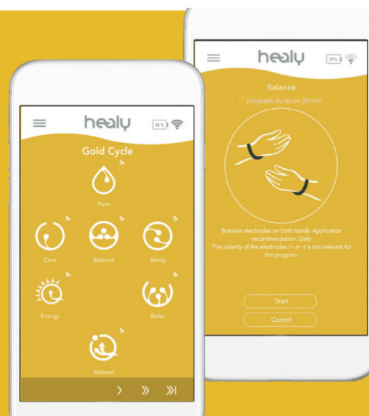 healy
Gold Cycle
Pure
Care
Balance
Being
Energy
Relax
Release
healy
Balance
program duration 20 min
Bracelet electrodes on both hands. Application
recommendation: Daily
The polarity of the electrodes (+ or -) is not relevant for
this program.
Start
Cancel